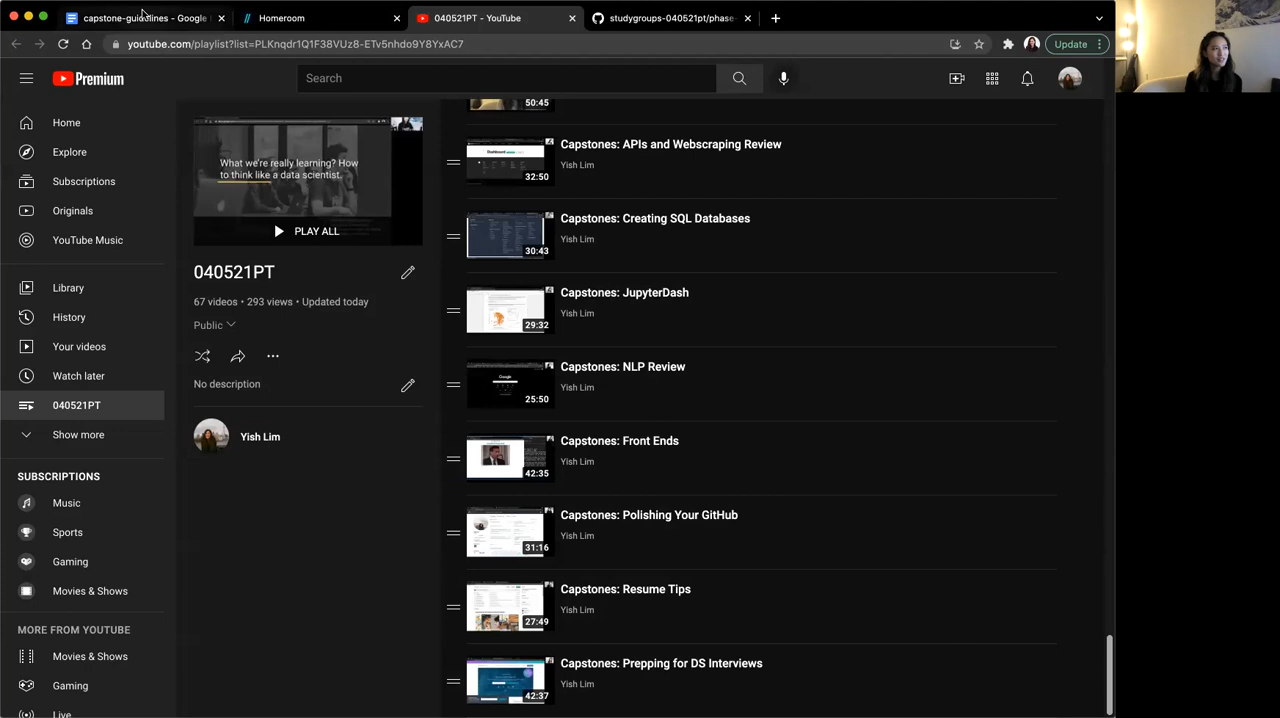 capstone-guidelines - Google
Homeroom
040521PT - YouTube
studygroups-040521pt/phase-
youtube.com/playlist?list=PLKnqdr1Q1F38VUz8-ETv5nhdo9Y8YxAC7
Update
Premium
Search
Home
Explore
Subscriptions
Originals
YouTube Music
Library
History
Your videos
Watch later
040521PT
Show more
SUBSCRIPTIONS
Music
Sports
Gaming
Movies & Shows
MORE FROM YOUTUBE
Movies & Shows
Gaming
Live
What we're really learning? How
to think like a data scientist.
PLAY ALL
040521PT
67 videos • 293 views • Updated today
Public
No description
Yish Lim
50:45
Capstones: APIs and Webscraping Review
Yish Lim
32:50
Capstones: Creating SQL Databases
Yish Lim
30:43
Capstones: JupyterDash
Yish Lim
29:32
Capstones: NLP Review
Yish Lim
25:50
Capstones: Front Ends
Yish Lim
42:35
Capstones: Polishing Your GitHub
Yish Lim
31:16
Capstones: Resume Tips
Yish Lim
27:49
Capstones: Prepping for DS Interviews
Yish Lim
42:37